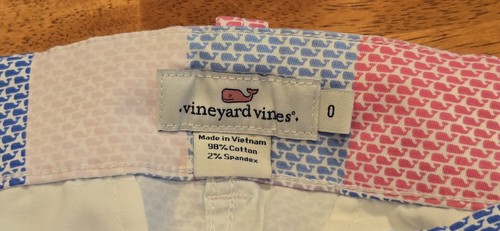 vineyard vines®
0
Made in Vietnam
98% Cotton
2% Spandex